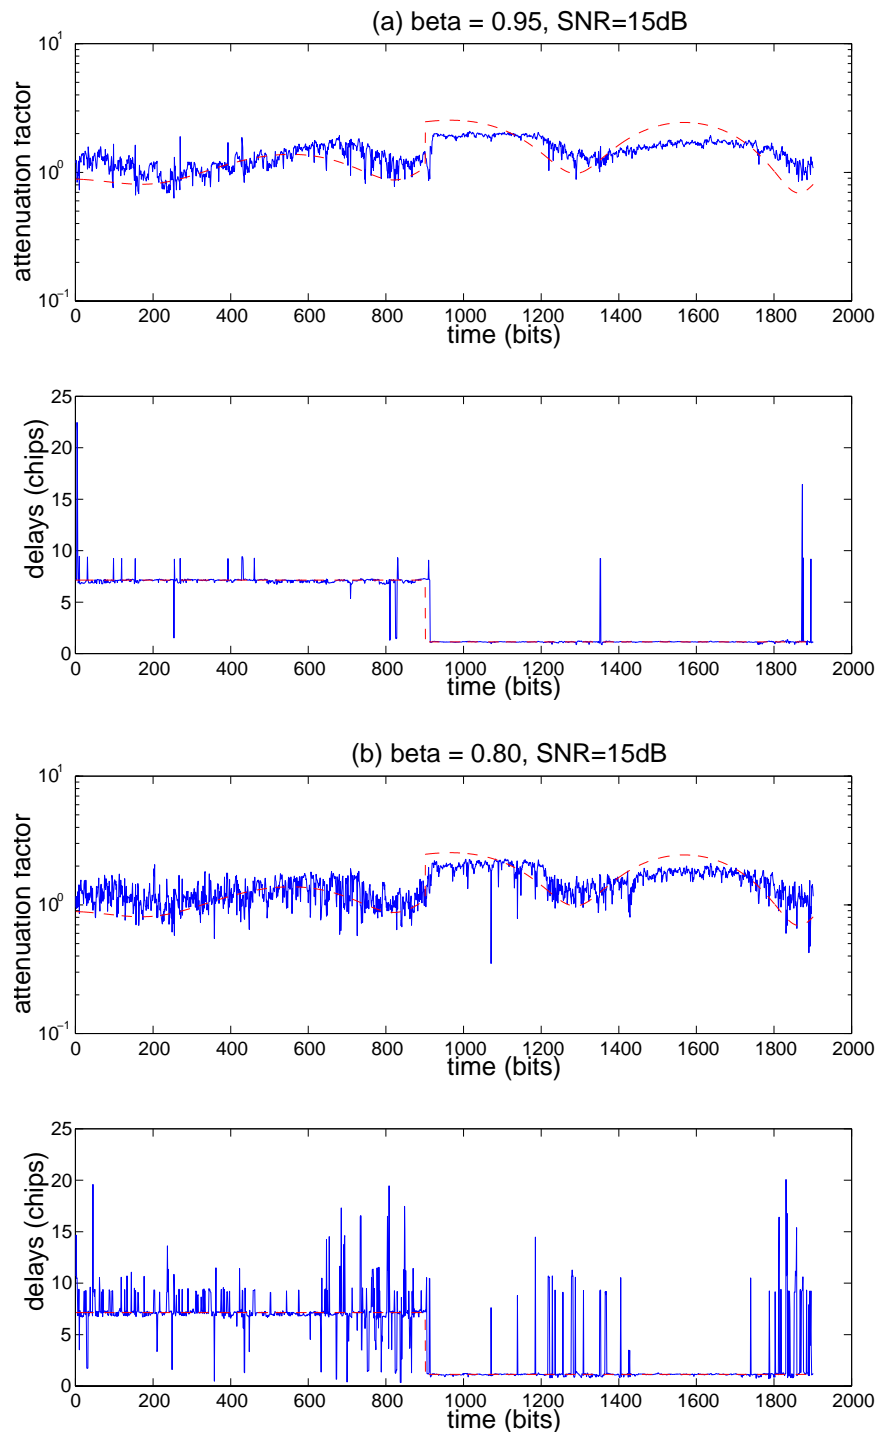 (a) beta = 0.95, SNR=15dB
10^1
10^0
10^-1
attenuation factor
0 200 400 600 800 1000 1200 1400 1600 1800 2000
time (bits)
25
20
15
10
5
0
delays (chips)
0 200 400 600 800 1000 1200 1400 1600 1800 2000
time (bits)
(b) beta = 0.80, SNR=15dB
10^1
10^0
10^-1
attenuation factor
0 200 400 600 800 1000 1200 1400 1600 1800 2000
time (bits)
25
20
15
10
5
0
delays (chips)
0 200 400 600 800 1000 1200 1400 1600 1800 2000
time (bits)